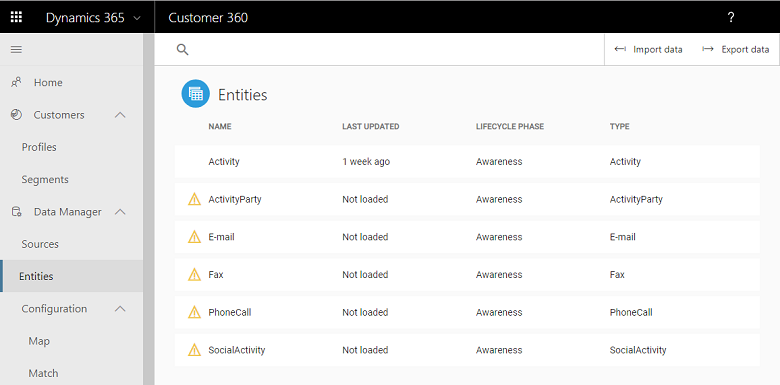 Dynamics 365 Customer 360 ?
Import data Export data
Home
Customers
Profiles
Segments
Data Manager
Sources
Entities
Configuration
Map
Match
Entities
NAME LAST UPDATED LIFECYCLE PHASE TYPE
Activity 1 week ago Awareness Activity
ActivityParty Not loaded Awareness ActivityParty
E-mail Not loaded Awareness E-mail
Fax Not loaded Awareness Fax
PhoneCall Not loaded Awareness PhoneCall
SocialActivity Not loaded Awareness SocialActivity